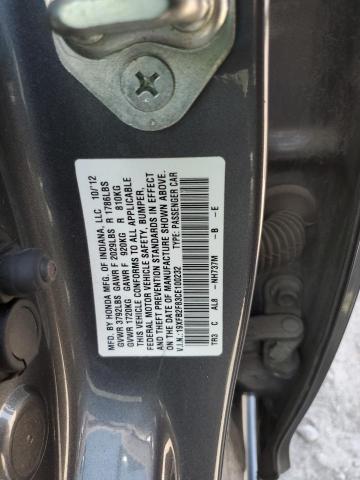 MFD. BY HONDA MFG. OF INDIANA, LLC 10/'12
GVWR 3792LBS GAWR F 2029LBS R 1786LBS
GVWR 1720KG GAWR F 920KG R 810KG
THIS VEHICLE CONFORMS TO ALL APPLICABLE
FEDERAL MOTOR VEHICLE SAFETY, BUMPER,
AND THEFT PREVENTION STANDARDS IN EFFECT
ON THE DATE OF MANUFACTURE SHOWN ABOVE.
V.I.N.: 19XFB2F83CE100232 TYPE: PASSENGER CAR
TR3 C AL8 -NH737M -B -E